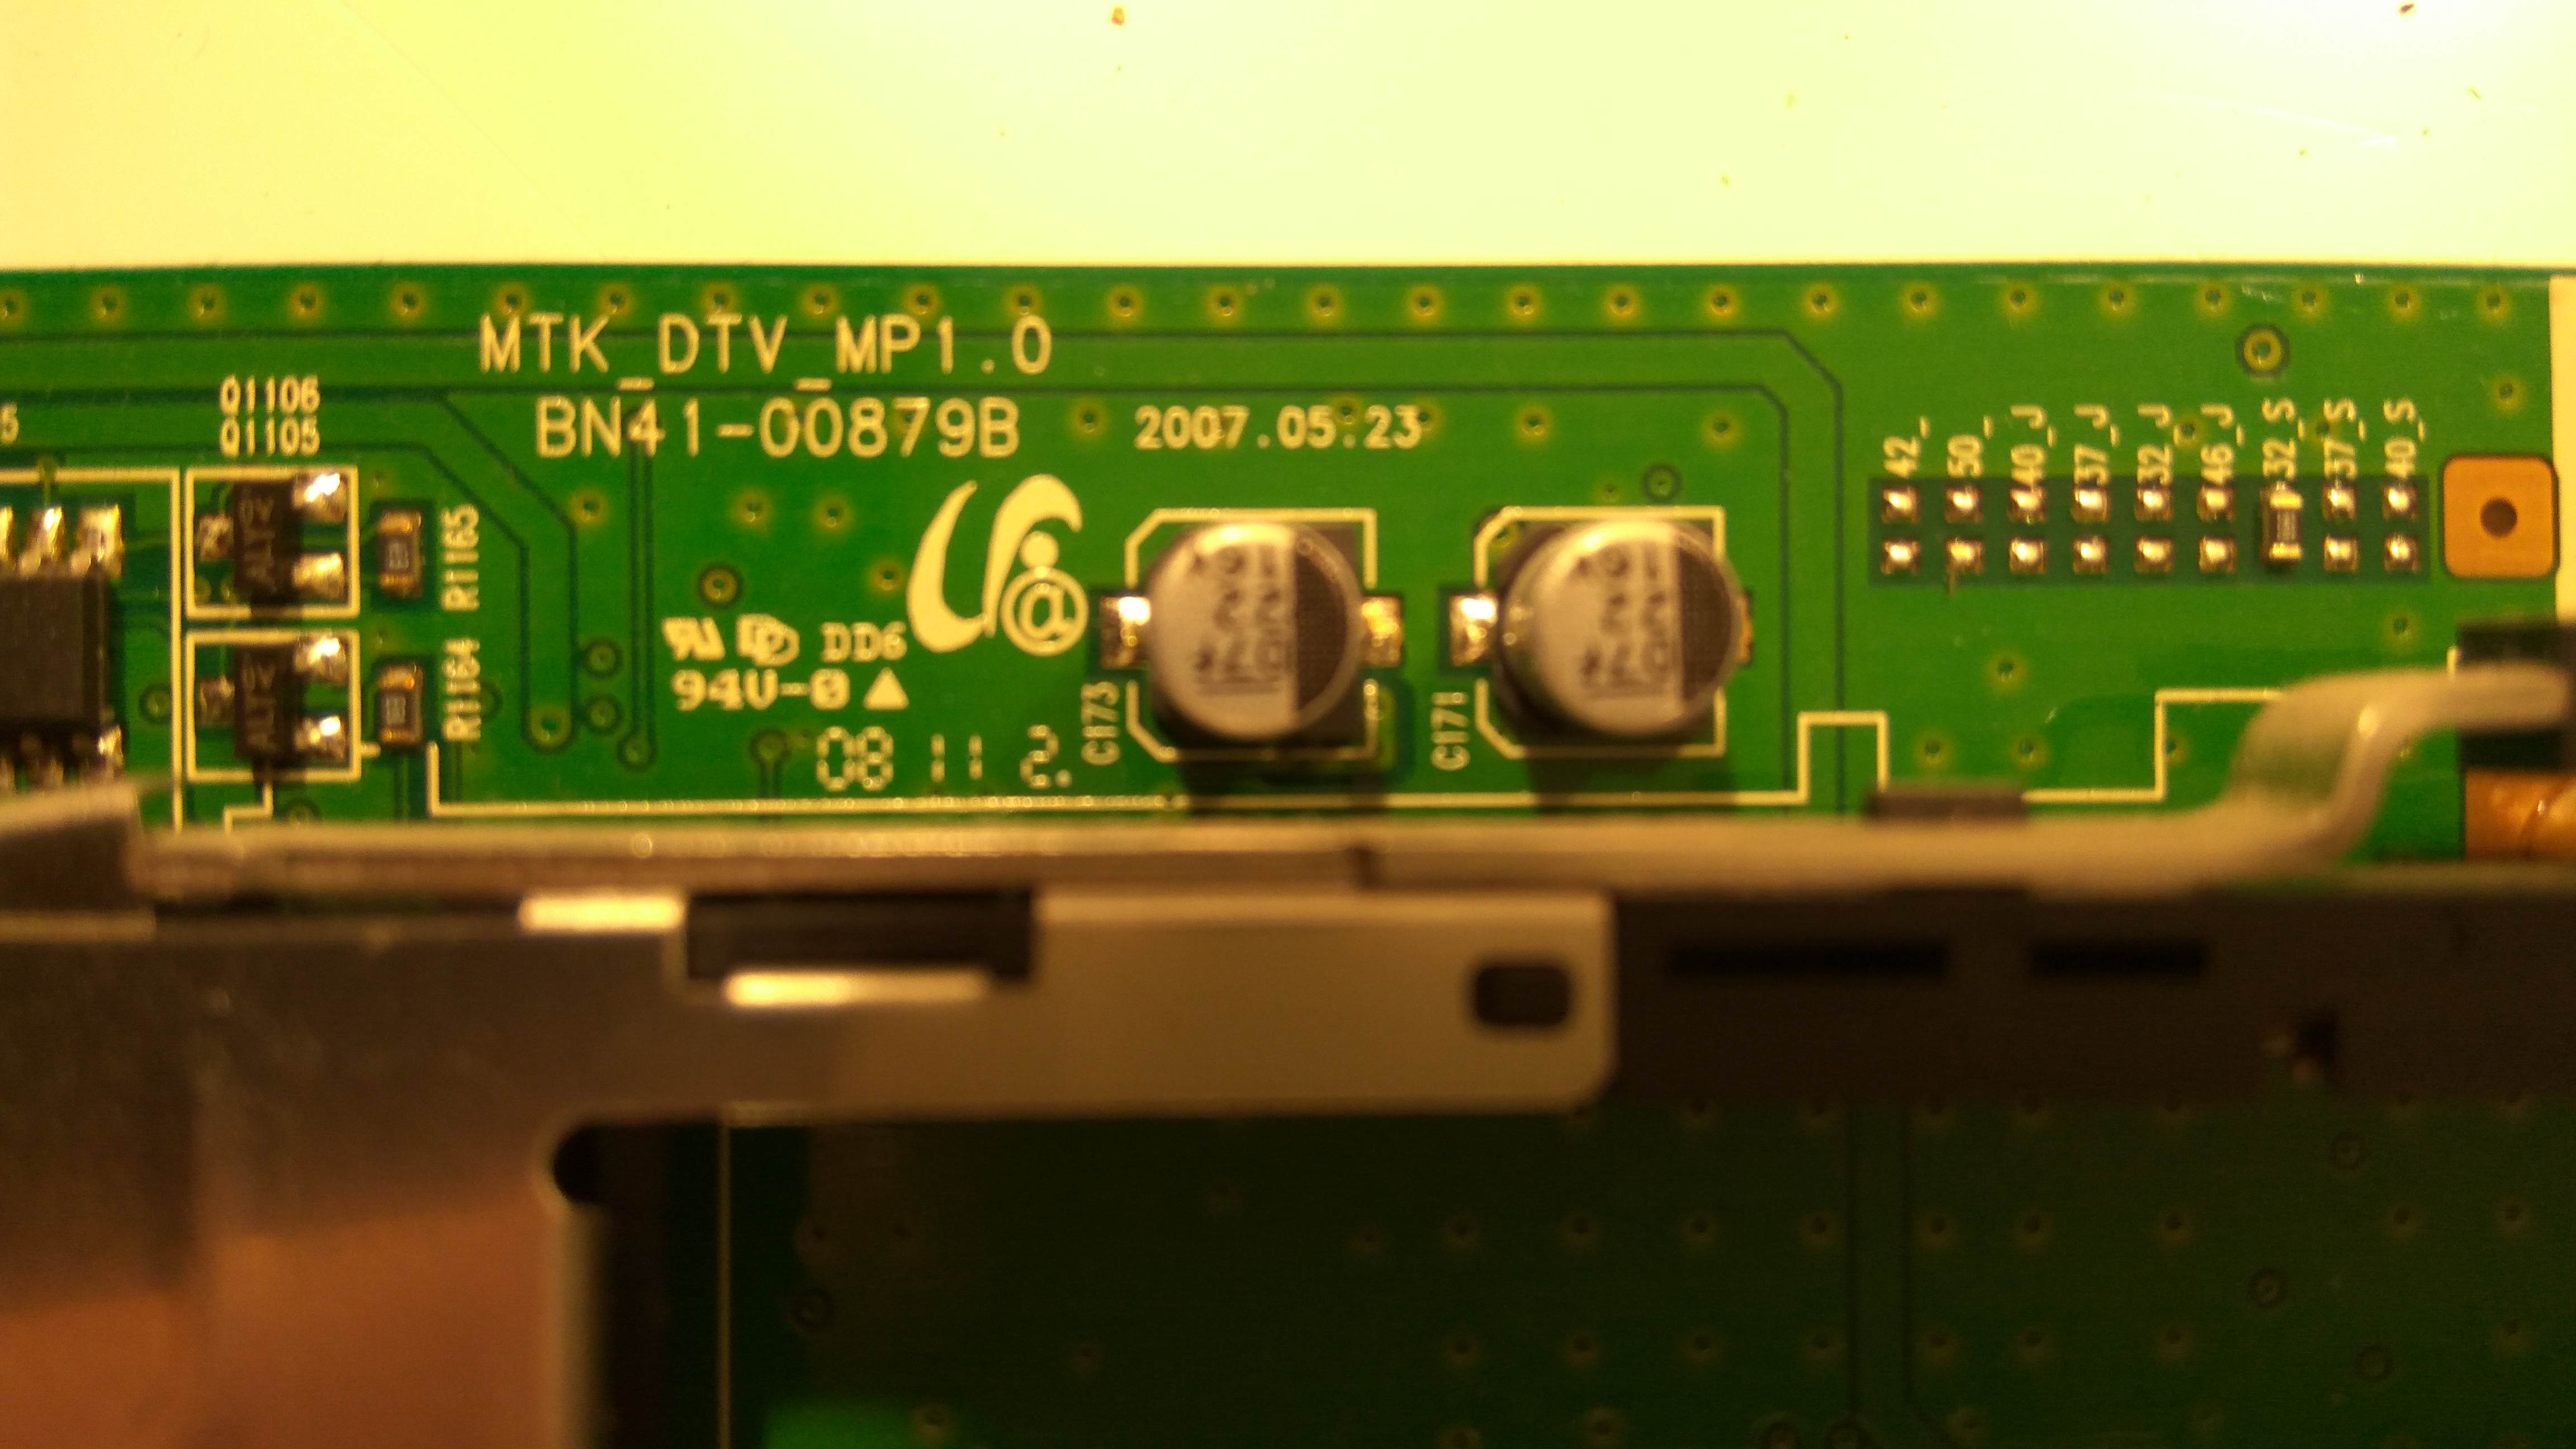 MTK_DTV_MP1.0
BN41-00879B
2007.05.23
Q1106
Q1105
5
R1165
R1164
DD6
94V-0
@
08 11 2.
C173
C171
42_
50_
40_J
37_J
32_J
46_J
32_S
37_S
40_S